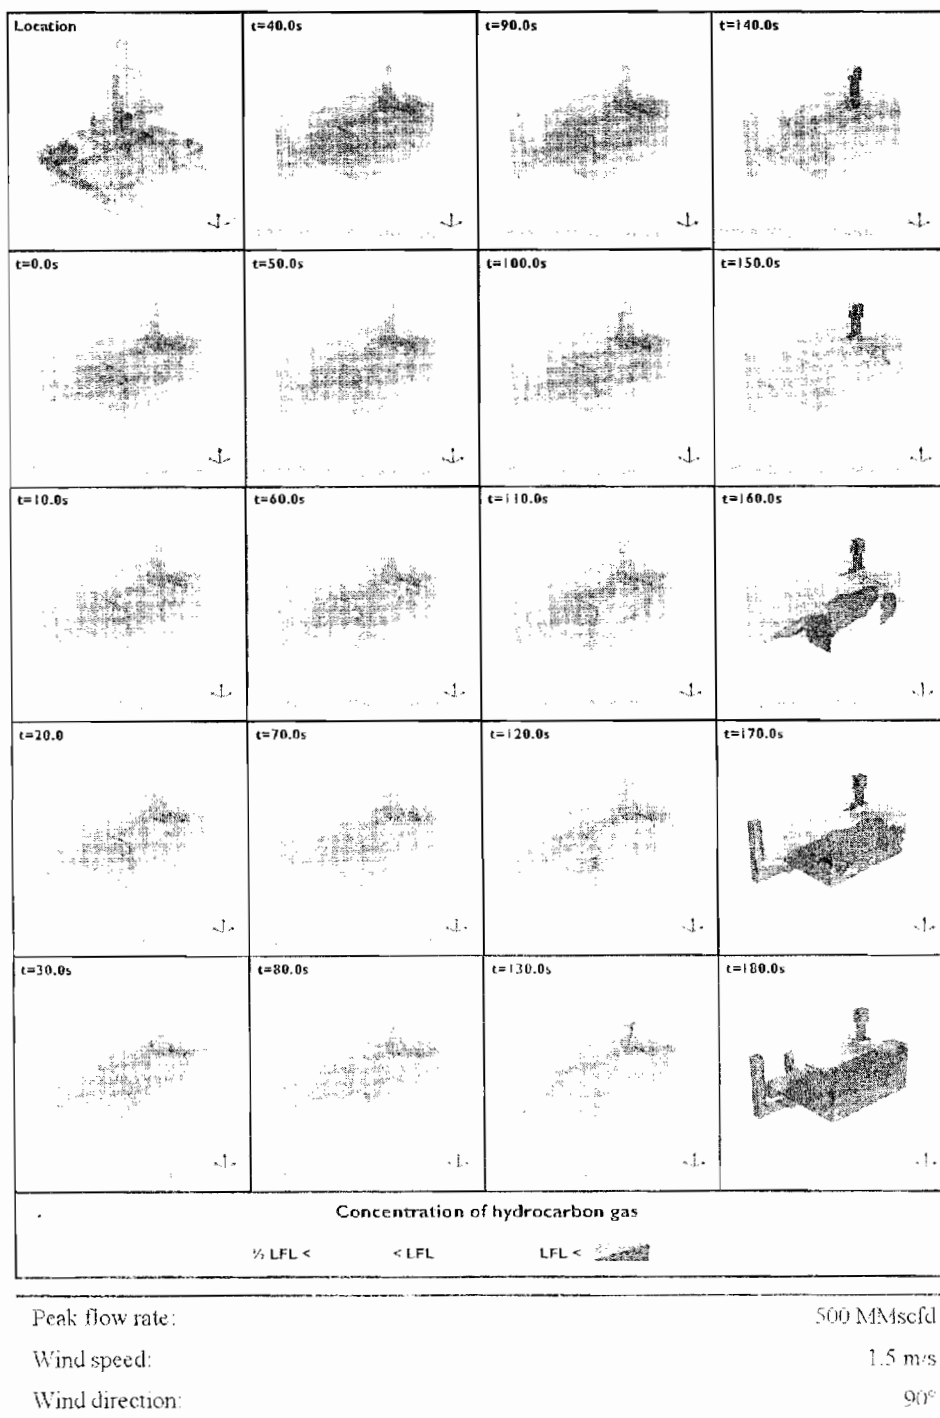 Location
t=40.0s
t=90.0s
t=140.0s
t=0.0s
t=50.0s
t=100.0s
t=150.0s
t=10.0s
t=60.0s
t=110.0s
t=160.0s
t=20.0
t=70.0s
t=120.0s
t=170.0s
t=30.0s
t=80.0s
t=130.0s
t=180.0s
Concentration of hydrocarbon gas
½ LFL < < LFL LFL <
Peak flow rate: 500 MMscfd
Wind speed: 1.5 m/s
Wind direction: 90°